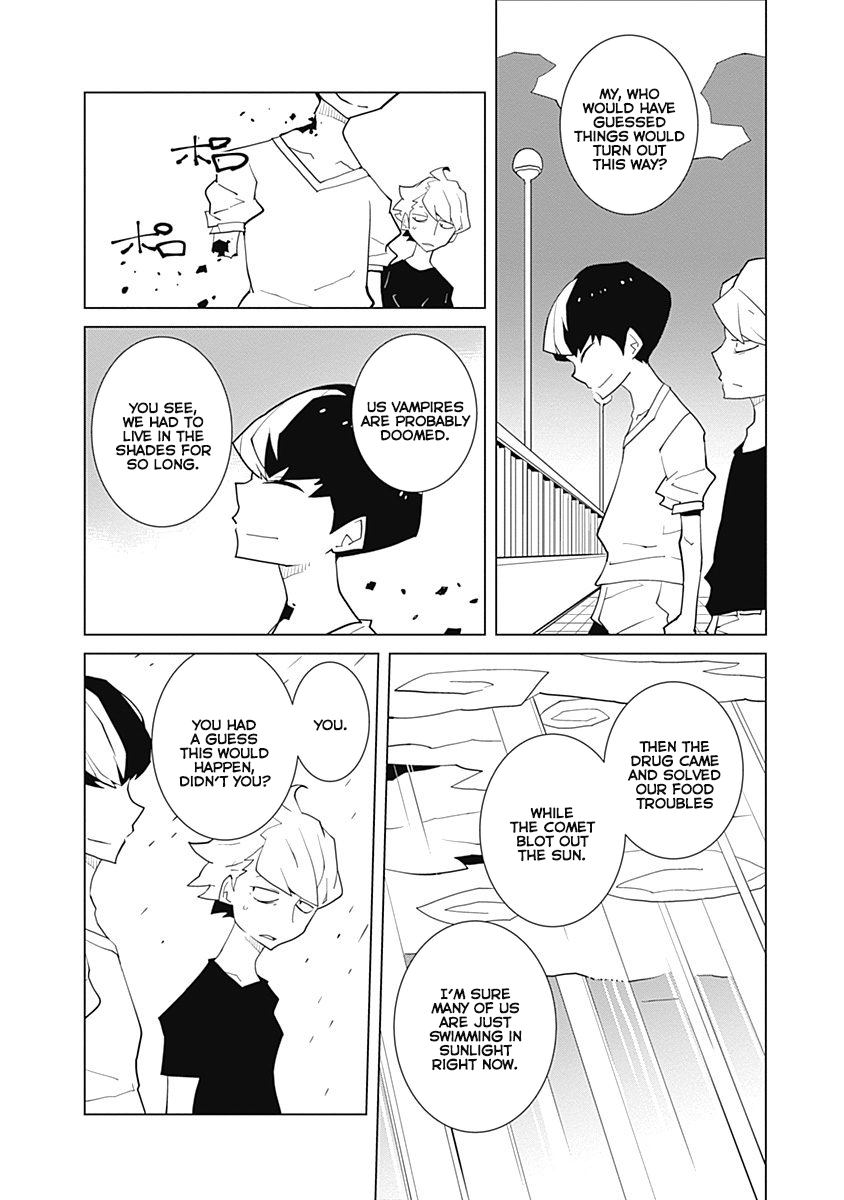 MY, WHO
WOULD HAVE
GUESSED
THINGS WOULD
TURN OUT
THIS WAY?
ポロ
ポロ
US VAMPIRES
ARE PROBABLY
DOOMED.
YOU SEE,
WE HAD TO
LIVE IN THE
SHADES FOR
SO LONG.
THEN THE
DRUG CAME
AND SOLVED
OUR FOOD
TROUBLES
WHILE
THE COMET
BLOT OUT
THE SUN.
I'M SURE
MANY OF US
ARE JUST
SWIMMING IN
SUNLIGHT
RIGHT NOW.
YOU.
YOU HAD
A GUESS
THIS WOULD
HAPPEN,
DIDN'T YOU?